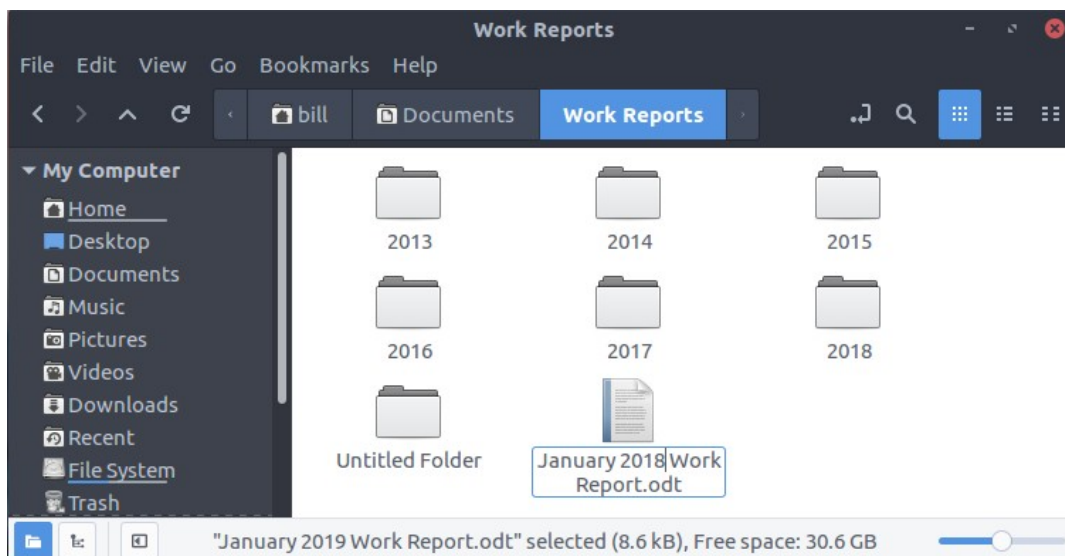 Work Reports
File Edit View Go Bookmarks Help
bill Documents Work Reports
My Computer
Home
Desktop
Documents
Music
Pictures
Videos
Downloads
Recent
File System
Trash
2013 2014 2015
2016 2017 2018
Untitled Folder
January 2018 Work
Report.odt
"January 2019 Work Report.odt" selected (8.6 kB), Free space: 30.6 GB